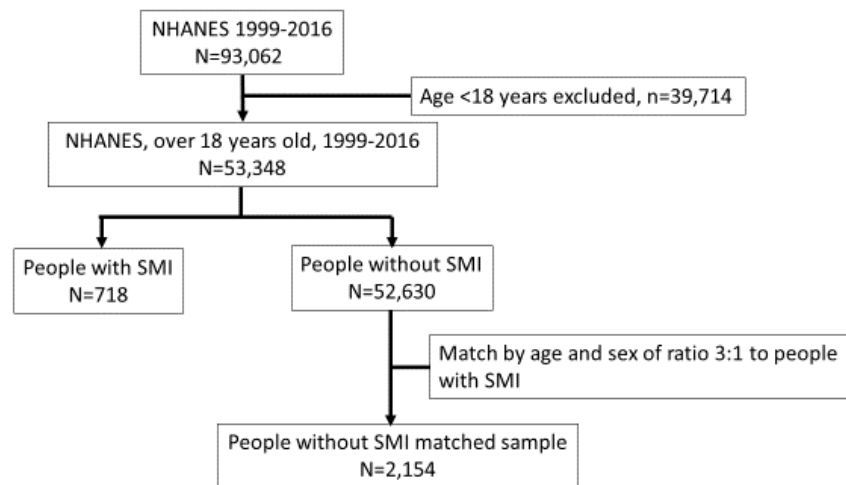 NHANES 1999-2016
N=93,062
Age <18 years excluded, n=39,714
NHANES, over 18 years old, 1999-2016
N=53,348
People with SMI
N=718
People without SMI
N=52,630
Match by age and sex of ratio 3:1 to people
with SMI
People without SMI matched sample
N=2,154